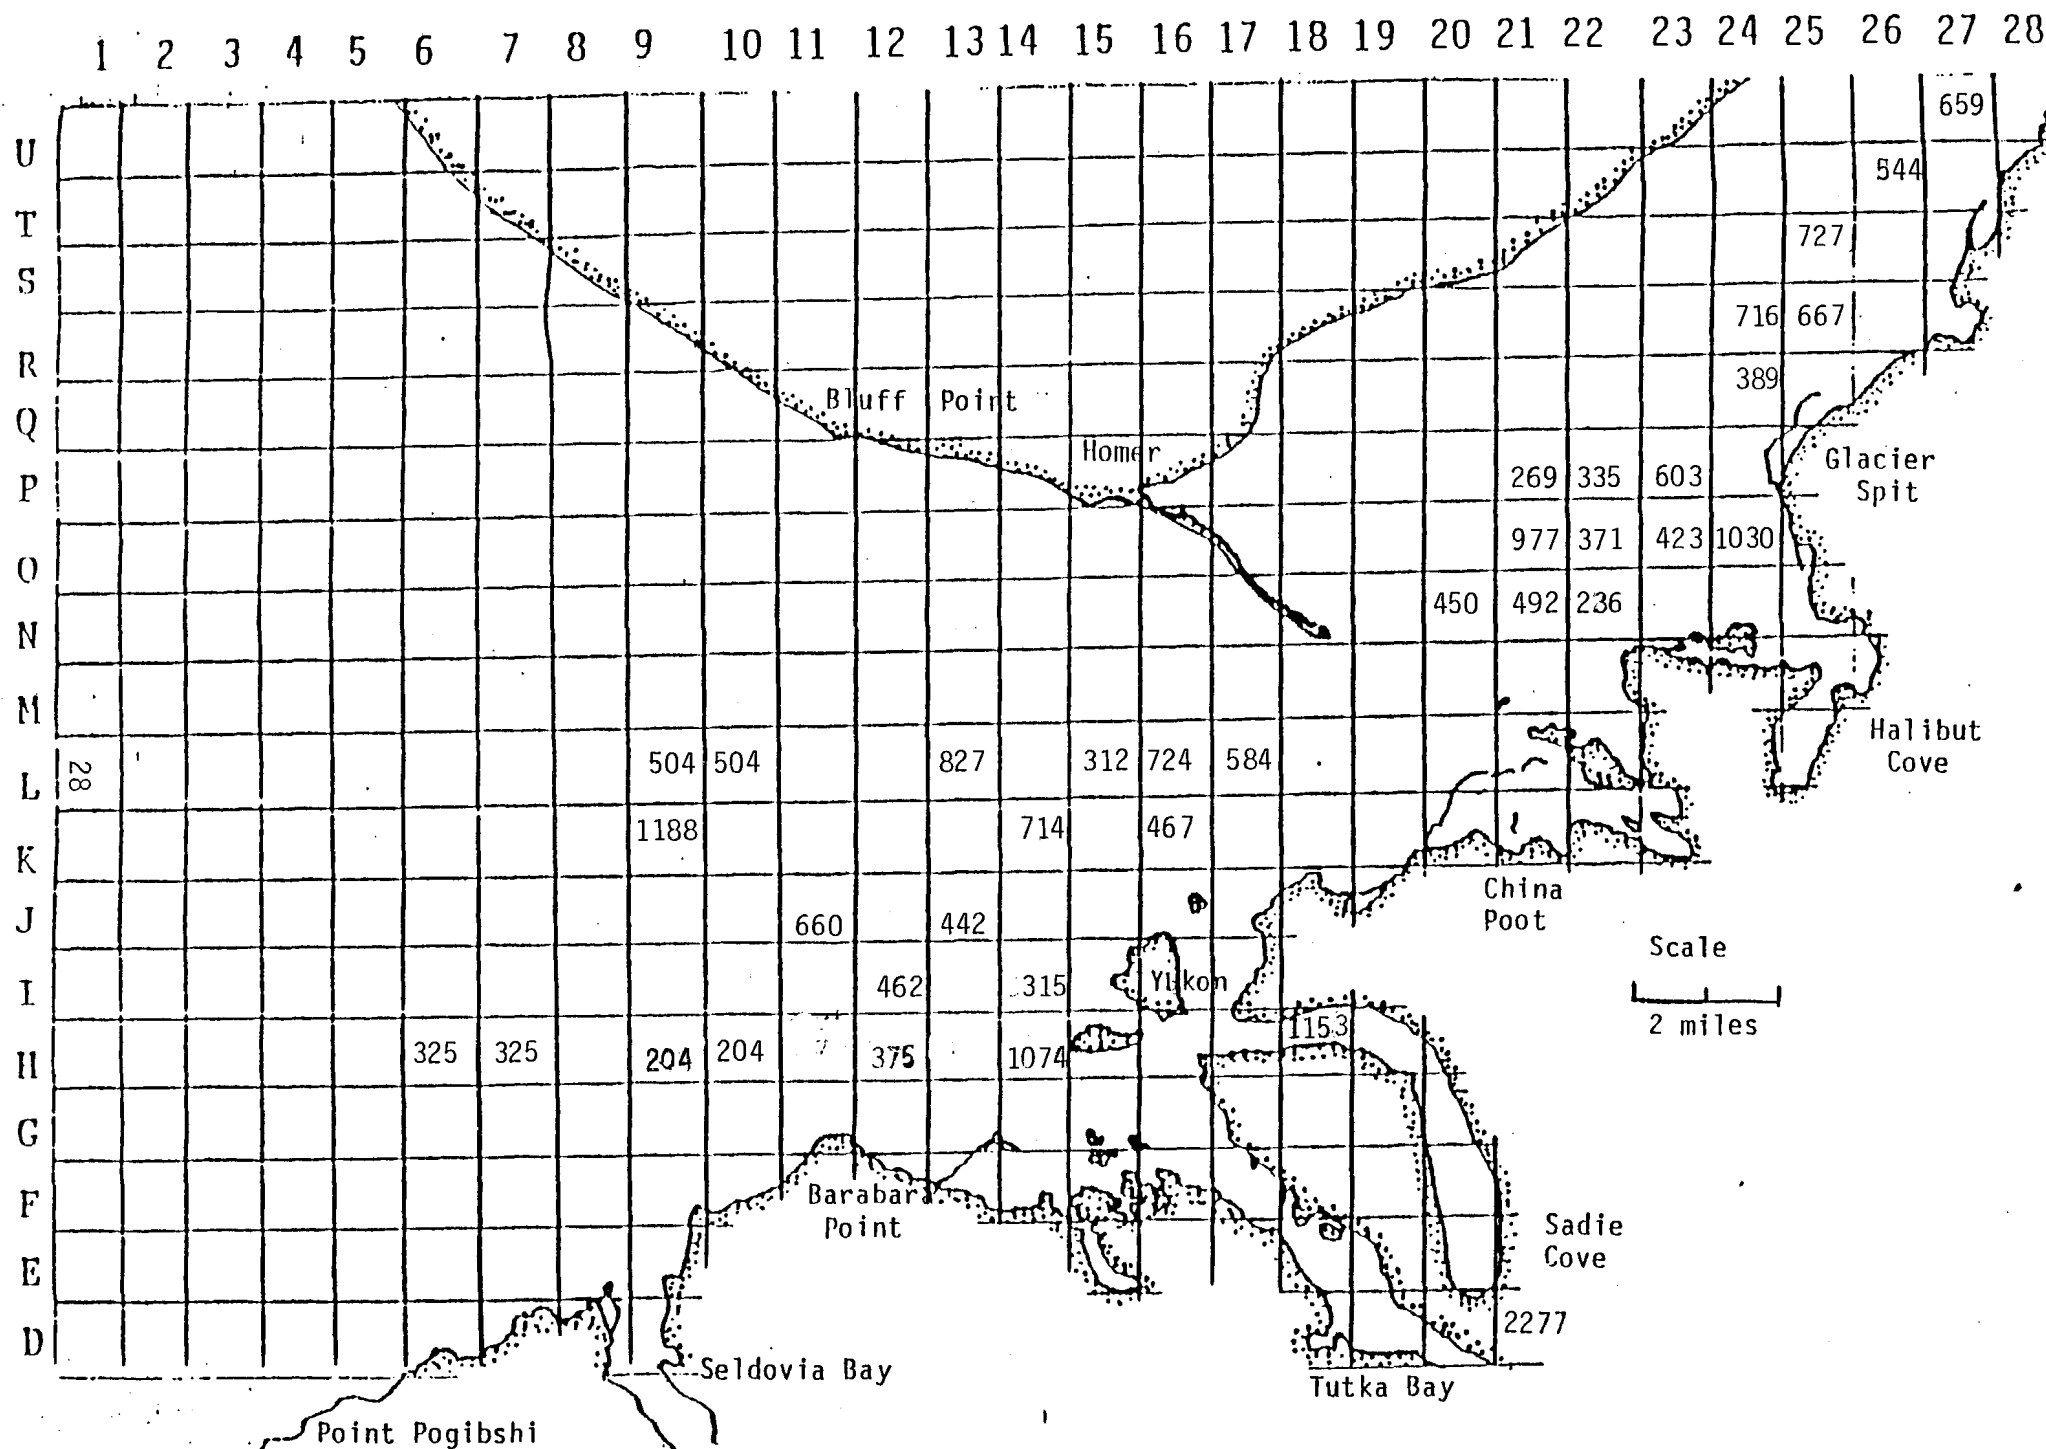 1 2 3 4 5 6 7 8 9 10 11 12 13 14 15 16 17 18 19 20 21 22 23 24 25 26 27 28
659
U
544
T
727
S
716 667
R
389
Bluff Point
Q
Homer
Glacier
Spit
P
269 335 603
977 371 423 1030
O
450 492 236
N
M
Halibut
Cove
28
504 504 827 312 724 584
L
1188 714 467
K
China
Poot
J
660 442
Scale
2 miles
I
462 315
Yukon
1153
H
325 325 204 204 7 375 1074
G
Barabara
Point
F
Sadie
Cove
E
2277
D
Seldovia Bay
Tutka Bay
Point Pogibshi